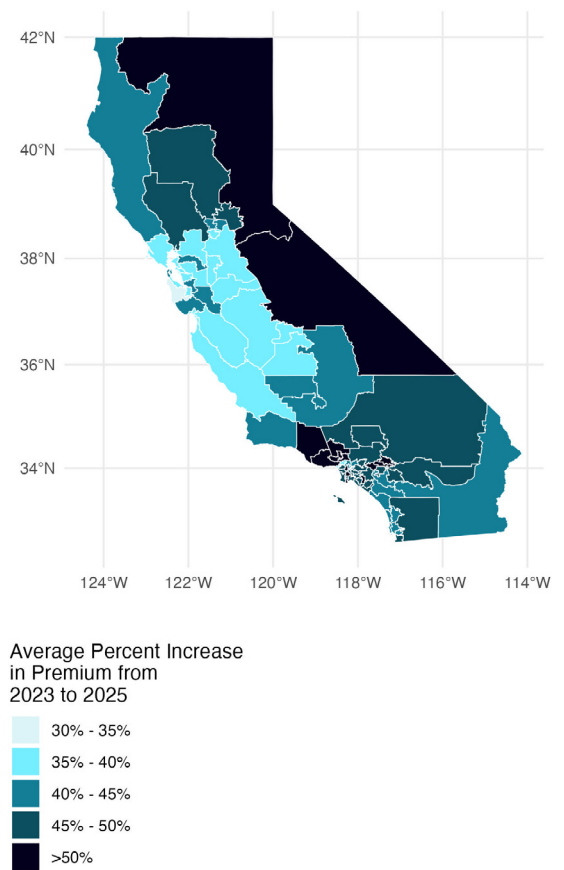 42°N
40°N
38°N
36°N
34°N
124°W 122°W 120°W 118°W 116°W 114°W
Average Percent Increase
in Premium from
2023 to 2025
30% - 35%
35% - 40%
40% - 45%
45% - 50%
>50%